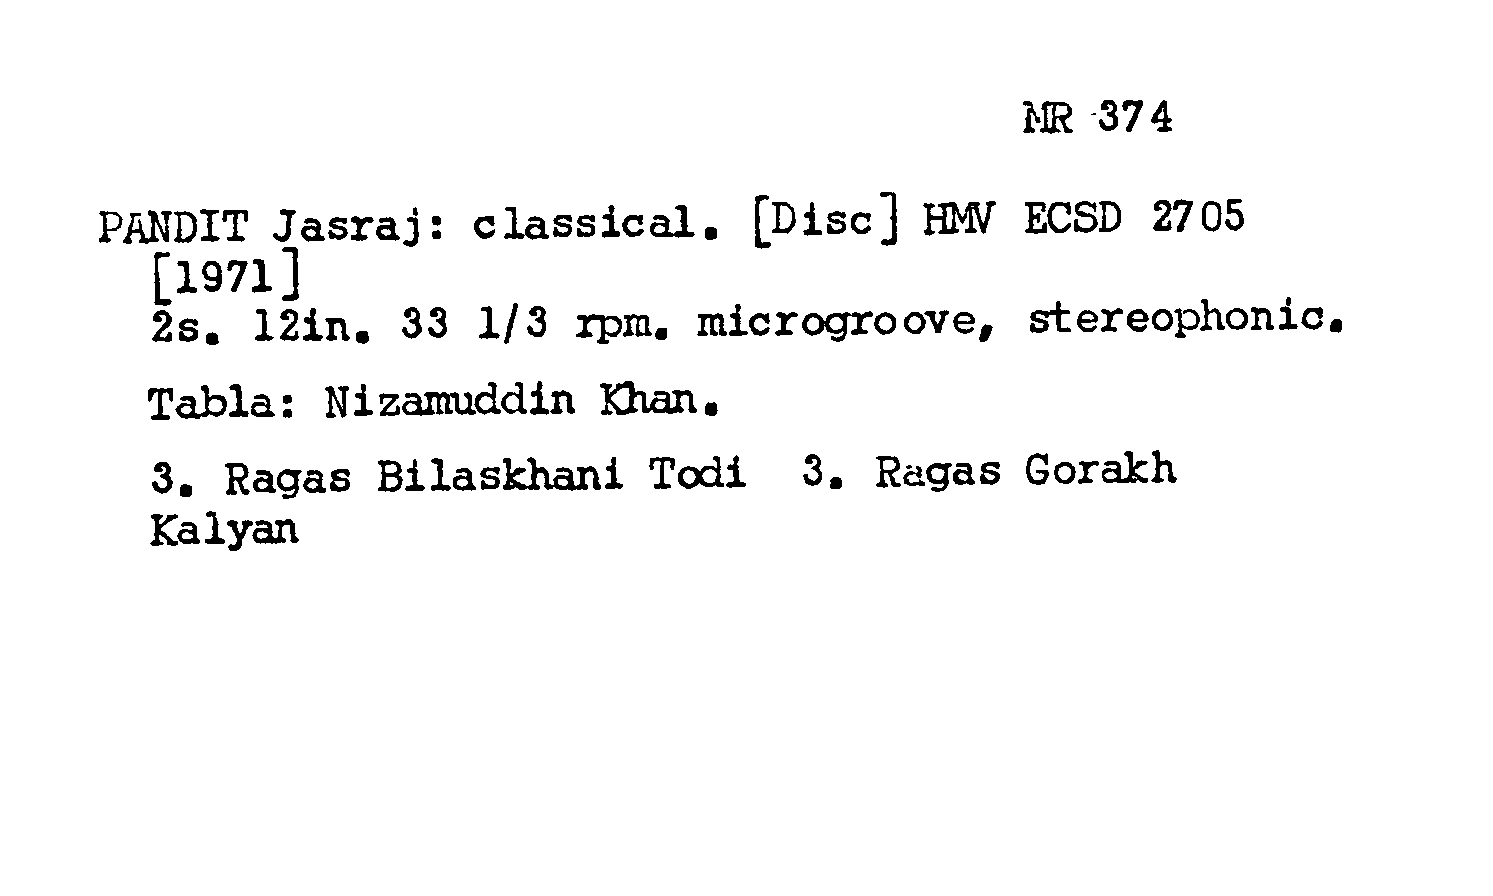 MR 374
PANDIT Jasraj: classical. [Disc] HMV ECSD 2705
[1971]
2s. 12in. 33 1/3 rpm. microgroove, stereophonic.
Tabla: Nizamuddin Khan.
3. Ragas Bilaskhani Todi 3. Ragas Gorakh
Kalyan